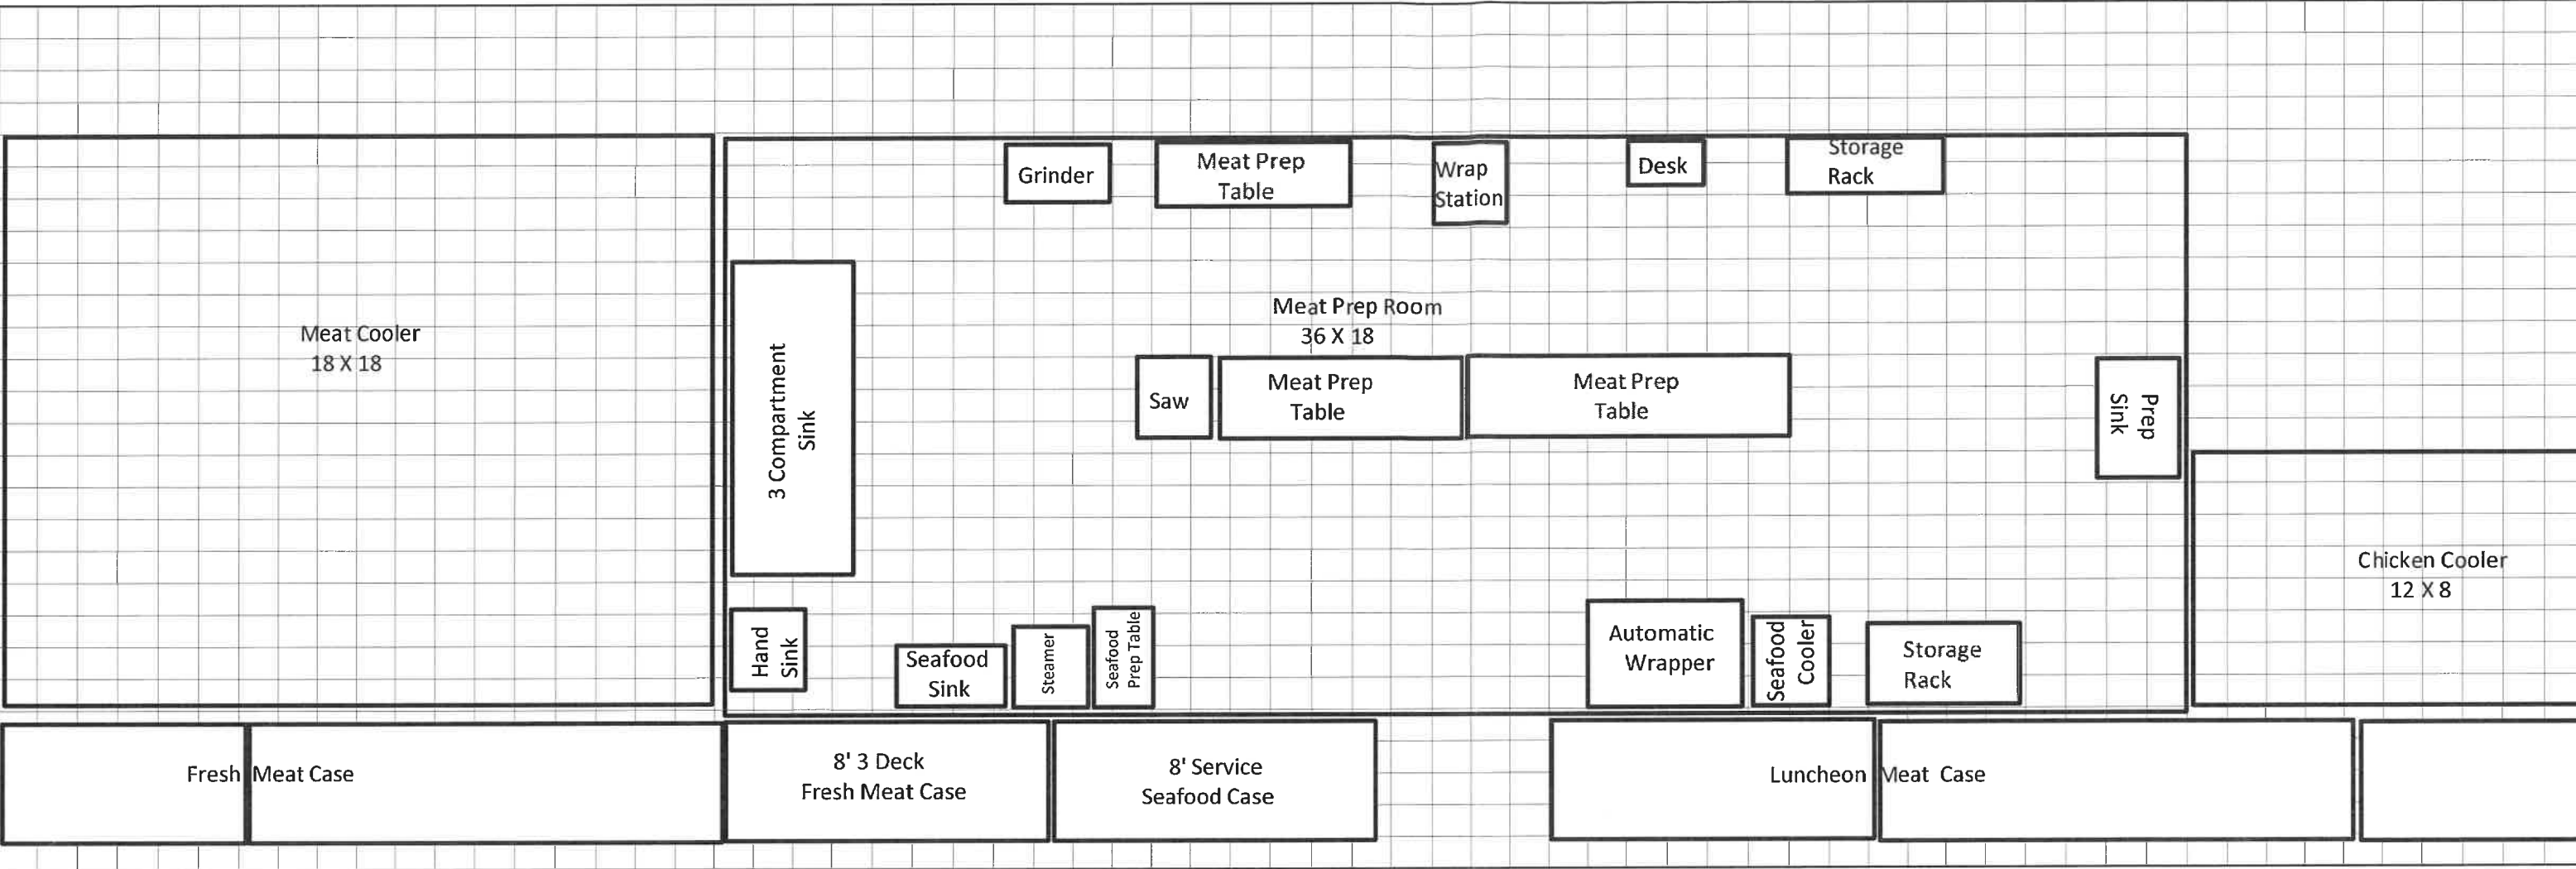 Grinder
Meat Prep
Table
Wrap
Station
Desk
Storage
Rack
Meat Cooler
18 X 18
Meat Prep Room
36 X 18
3 Compartment
Sink
Saw
Meat Prep
Table
Meat Prep
Table
Prep
Sink
Chicken Cooler
12 X 8
Hand
Sink
Seafood
Sink
Steamer
Seafood
Prep Table
Automatic
Wrapper
Seafood
Cooler
Storage
Rack
Fresh Meat Case
8' 3 Deck
Fresh Meat Case
8' Service
Seafood Case
Luncheon Meat Case